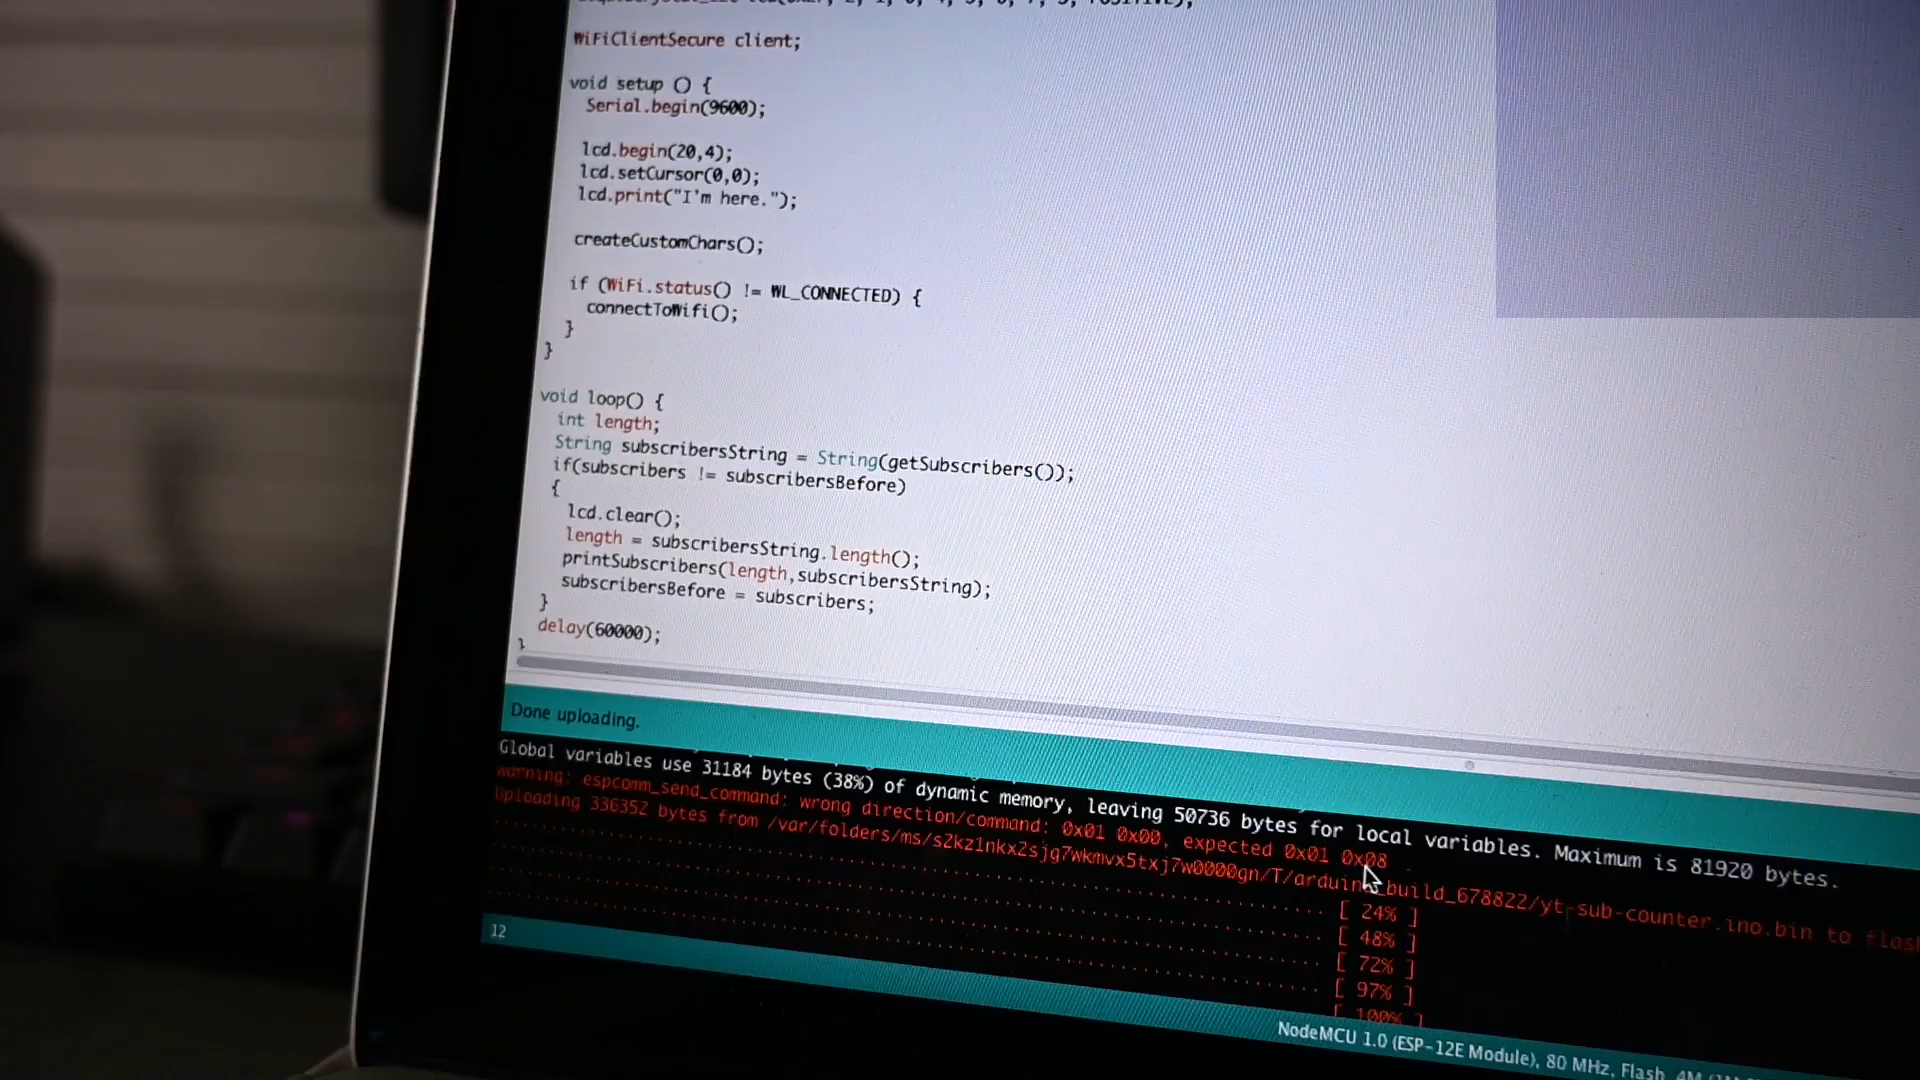 WiFiClientSecure client;
void setup () {
Serial.begin(9600);
lcd.begin(20,4);
lcd.setCursor(0,0);
lcd.print("I'm here.");
createCustomChars();
if (WiFi.status() != WL_CONNECTED) {
connectToWifi();
}
}
void loop() {
int length;
String subscribersString = String(getSubscribers());
if(subscribers != subscribersBefore)
{
lcd.clear();
length = subscribersString.length();
printSubscribers(length,subscribersString);
subscribersBefore = subscribers;
}
delay(60000);
}
Done uploading.
Global variables use 31184 bytes (38%) of dynamic memory, leaving 50736 bytes for local variables. Maximum is 81920 bytes.
warning: espcomm_send_command: wrong direction/command: 0x01 0x00, expected 0x01 0x08
Uploading 336352 bytes from /var/folders/ms/s2kz1nkx2sjg7wkmvx5txj7w0000gn/T/arduino_build_678822/yt-sub-counter.ino.bin to flash
[ 24% ]
[ 48% ]
[ 72% ]
[ 97% ]
[ 100% ]
12
NodeMCU 1.0 (ESP-12E Module), 80 MHz, Flash, 4M